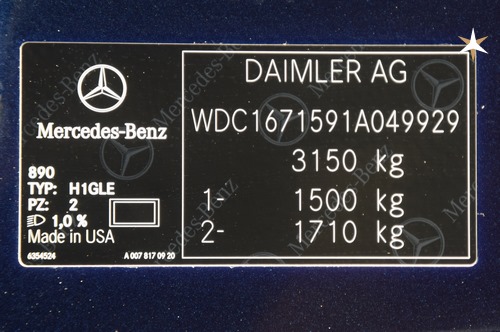 Mercedes-Benz
890
TYP: H1GLE
PZ: 2
1,0 %
Made in USA
6354524 A 007 817 09 20
DAIMLER AG
WDC1671591A049929
3150 kg
1- 1500 kg
2- 1710 kg